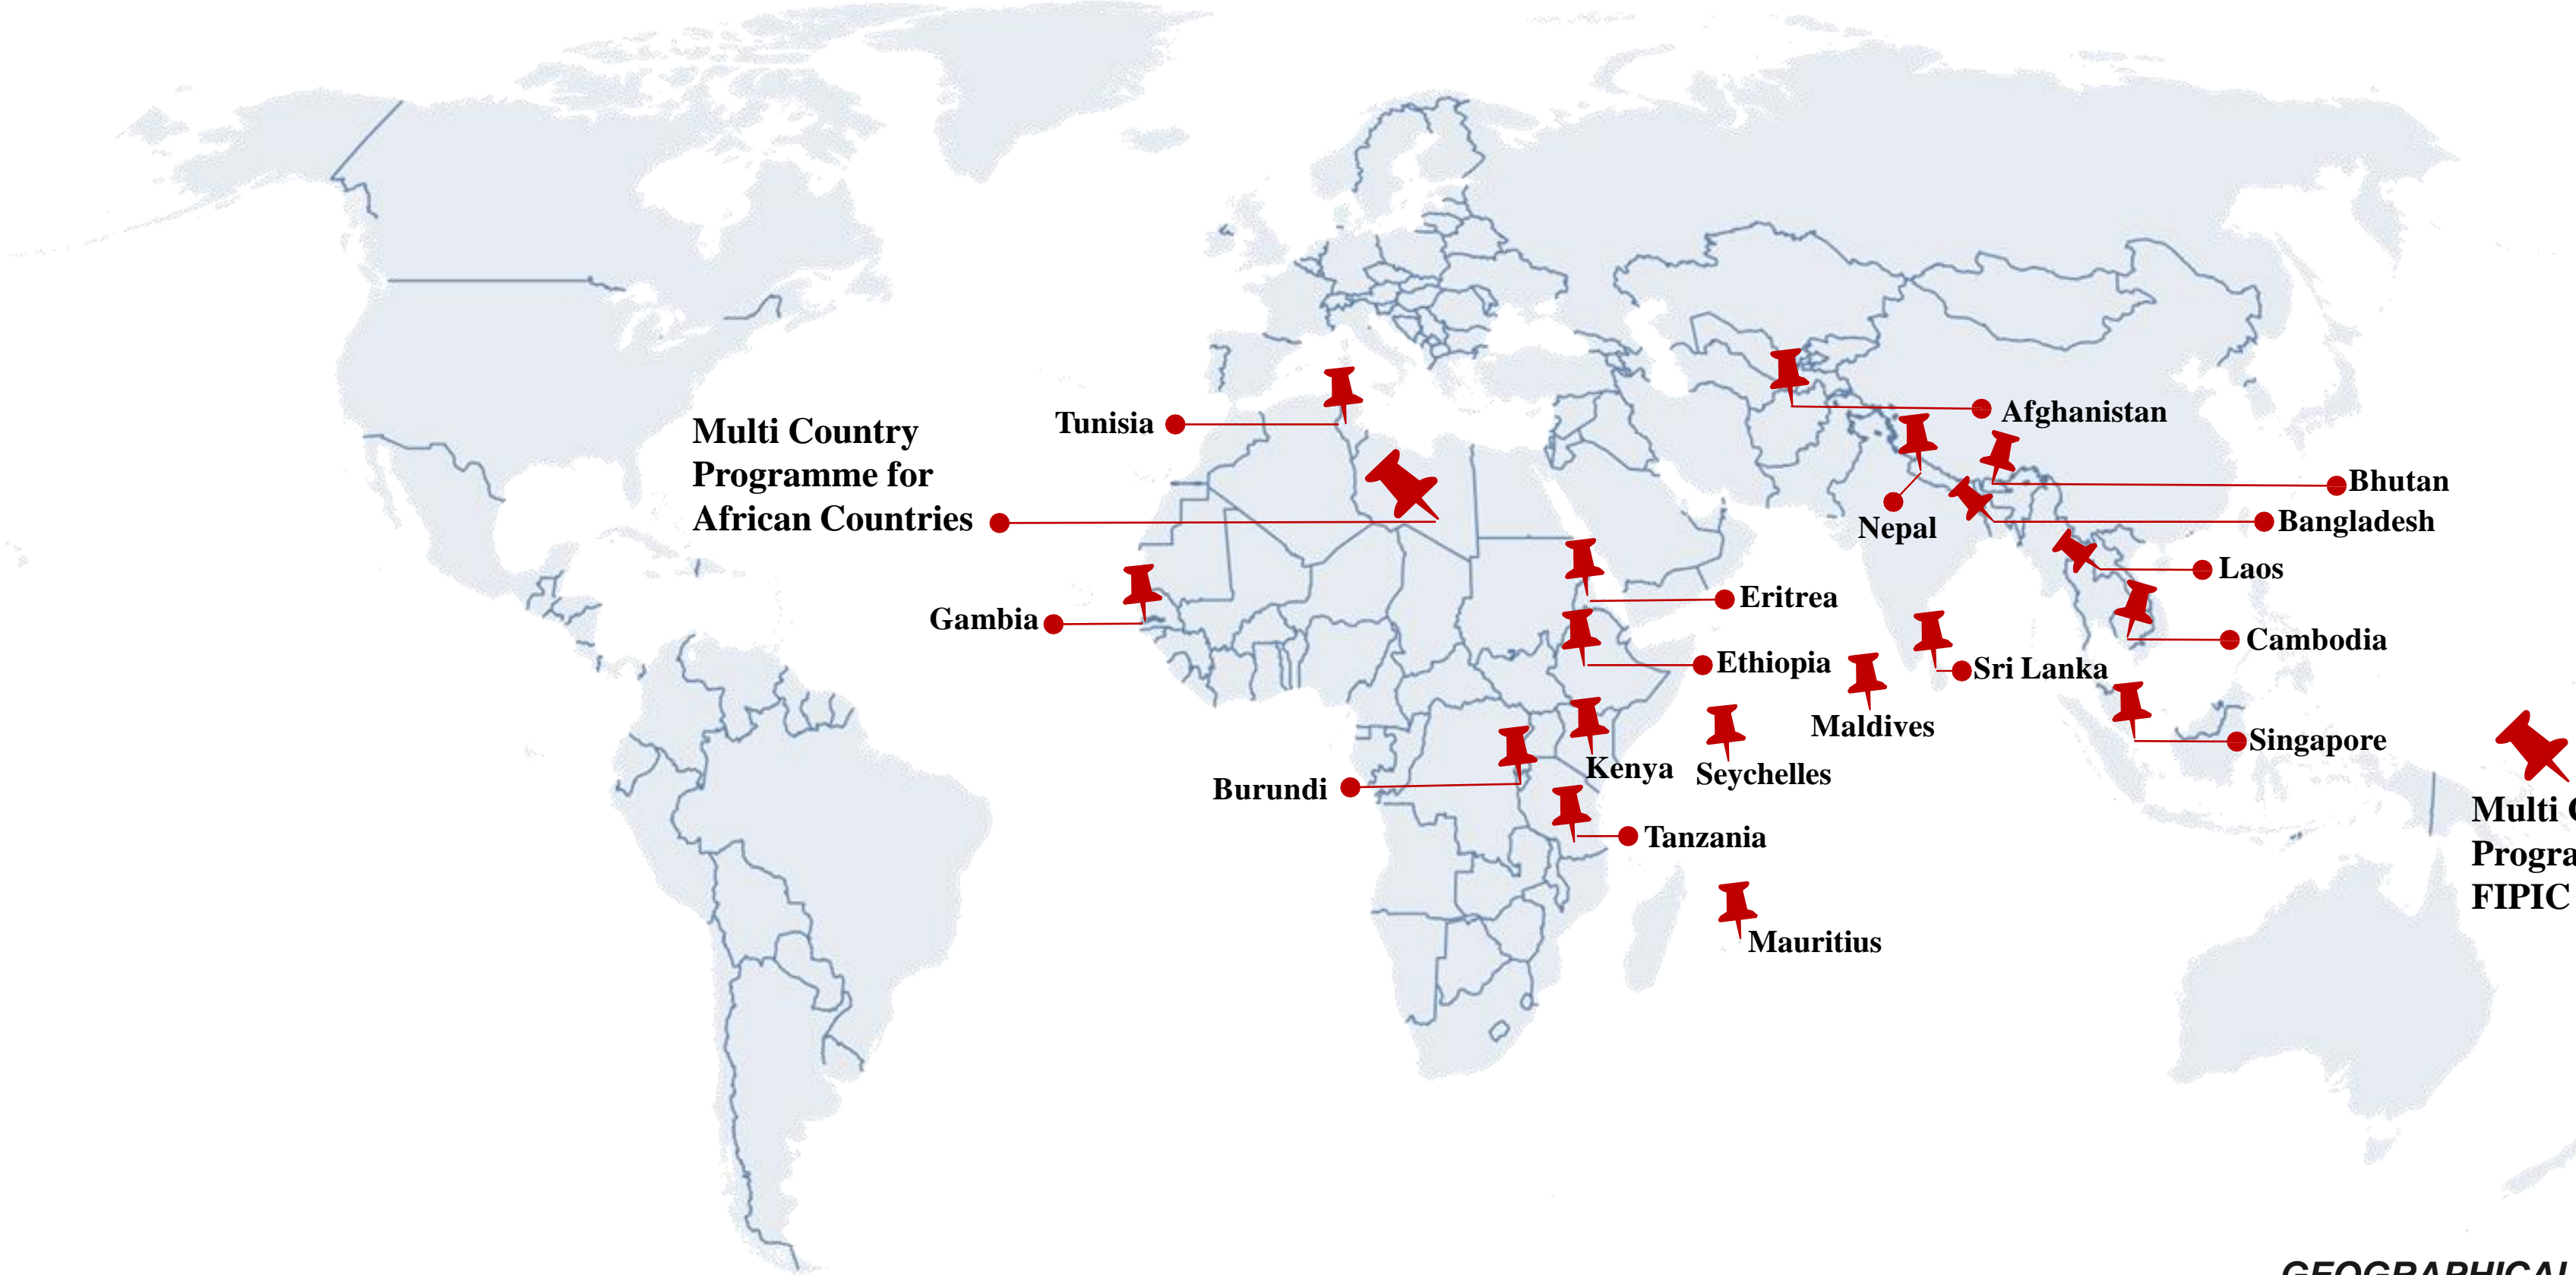 Tunisia
Multi Country
Programme for
African Countries
Gambia
Burundi
Afghanistan
Nepal
Bhutan
Bangladesh
Laos
Cambodia
Eritrea
Ethiopia
Sri Lanka
Maldives
Kenya
Seychelles
Singapore
Tanzania
Mauritius
Multi
FIPIC